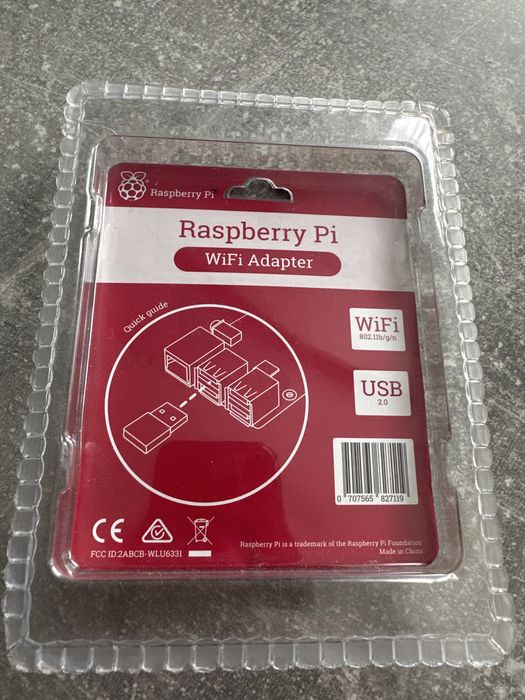 Raspberry Pi
Raspberry Pi
WiFi Adapter
Quick guide
WiFi
802.11b/g/n
USB
2.0
0 707565 827119
CE
FCC ID:2ABCB-WLU6331
Raspberry Pi is a trademark of the Raspberry Pi Foundation
Made in China